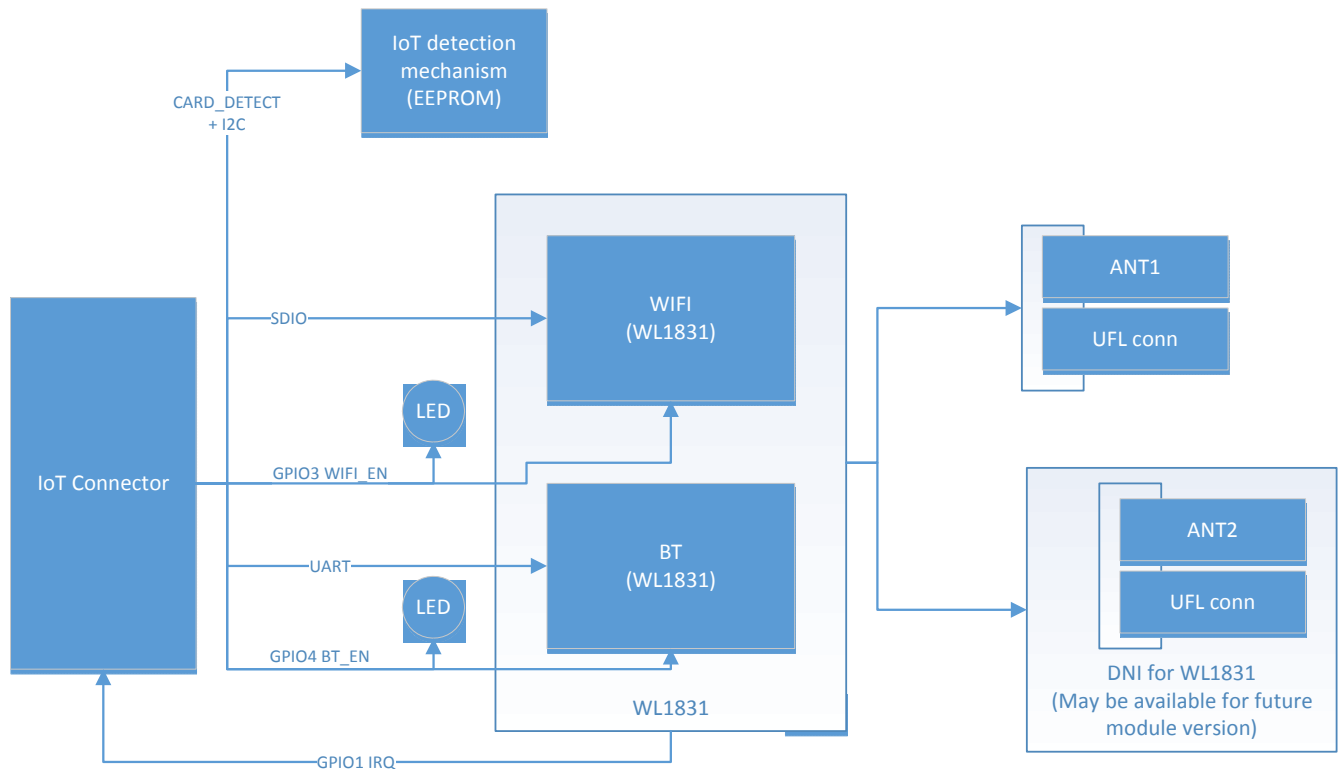 IoT detection
mechanism
(EEPROM)
CARD_DETECT
+ I2C
WIFI
(WL1831)
ANT1
UFL conn
SDIO
LED
IoT Connector
GPIO3 WIFI_EN
BT
(WL1831)
UART
LED
GPIO4 BT_EN
WL1831
GPIO1 IRQ
ANT2
UFL conn
DNI for WL1831
(May be available for future
module version)